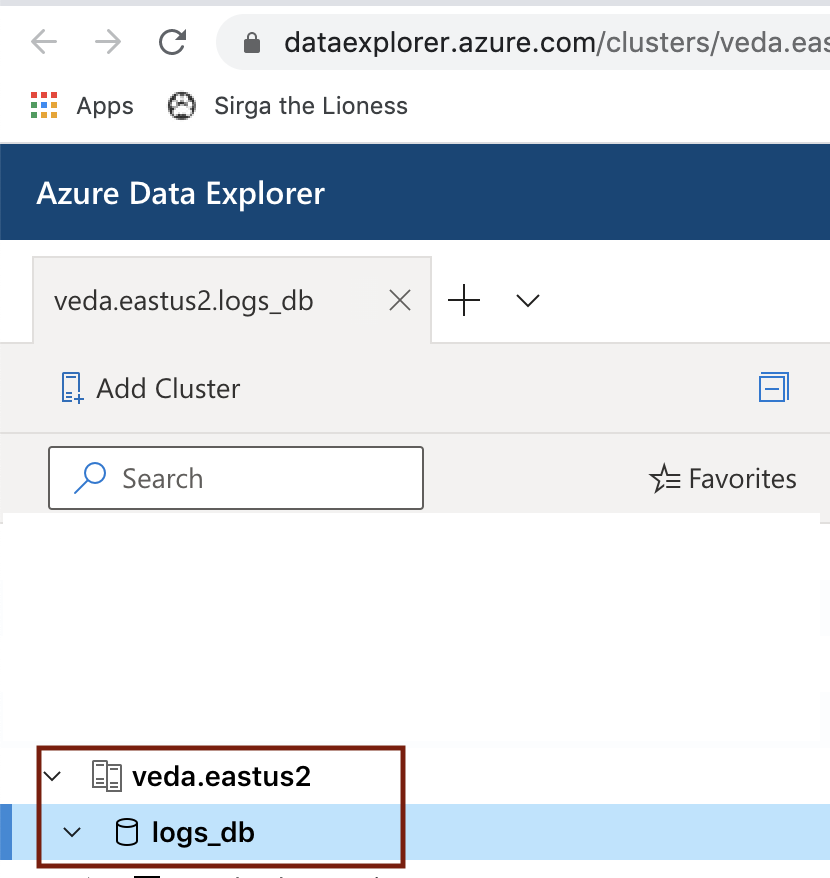 dataexplorer.azure.com/clusters/veda.eas
Apps Sirga the Lioness
Azure Data Explorer
veda.eastus2.logs_db
Add Cluster
Search Favorites
veda.eastus2
logs_db